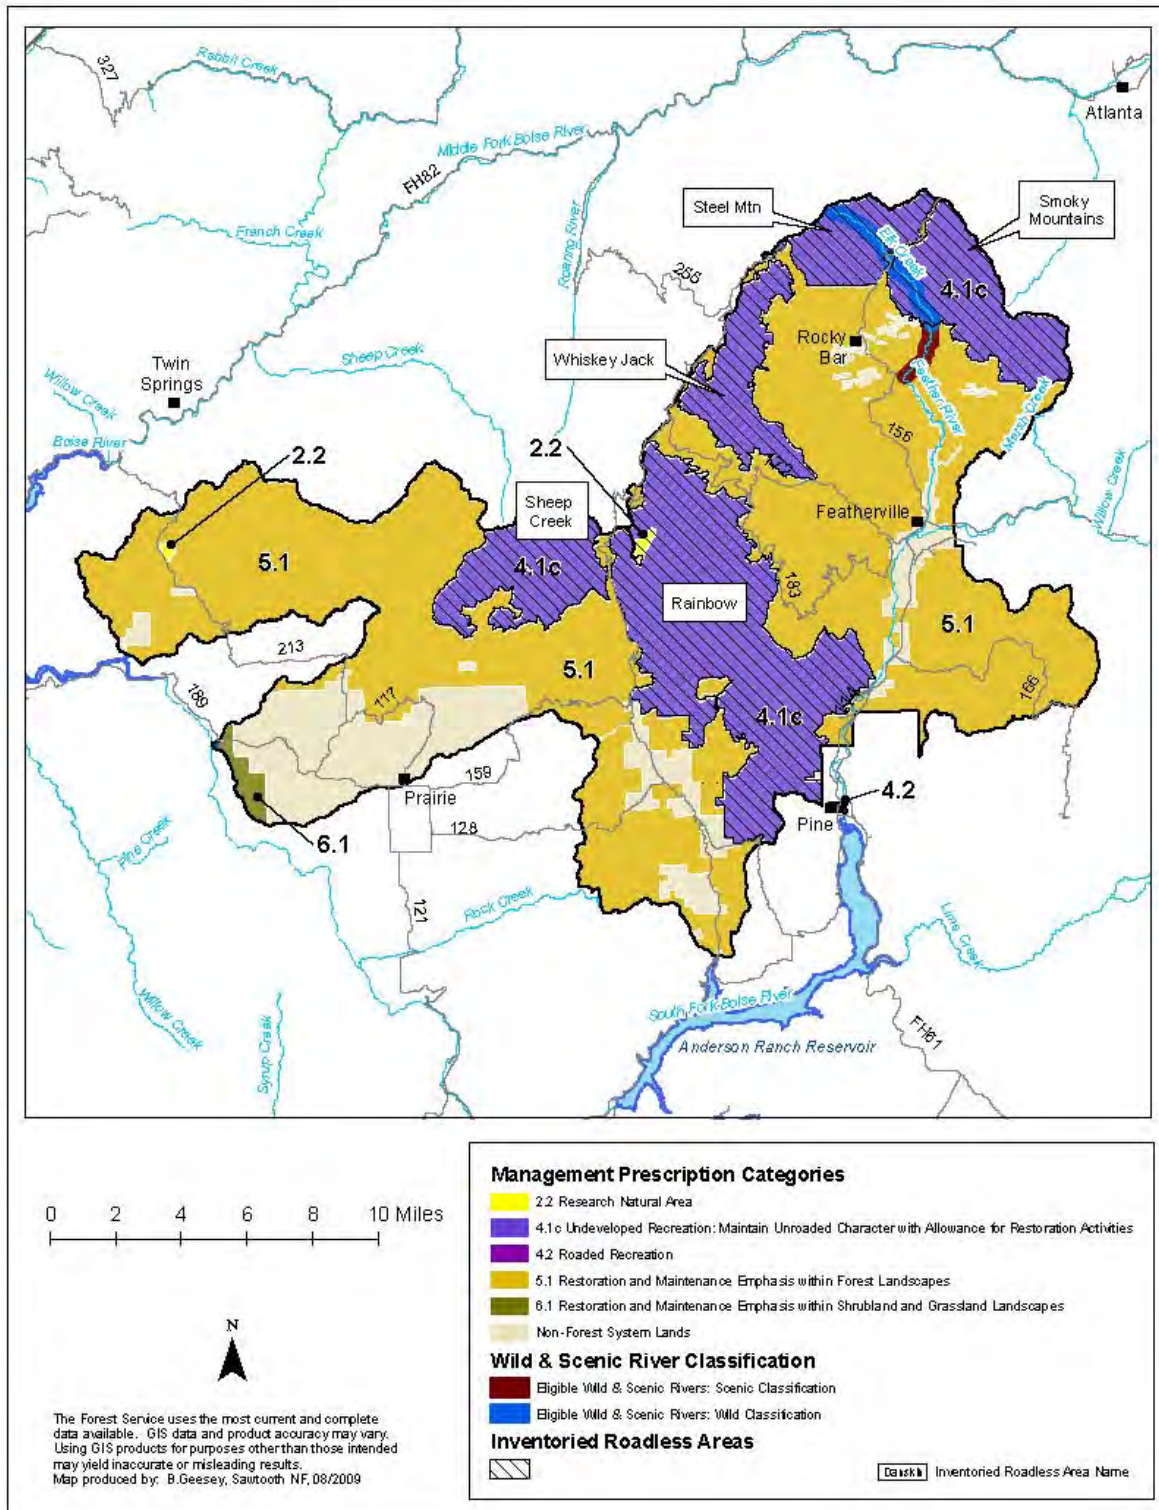 327
Rabbit Creek
Atlanta
Middle Fork Boise River
FH82
Steel Mtn
Smoky
Mountains
French Creek
Roaring River
Elk Creek
255
4.1c
Rocky
Bar
Whiskey Jack
Sheep Creek
Twin
Springs
Willow Creek
Feather River
Marsh Creek
156
Boise River
2.2
2.2
Sheep
Creek
Featherville
Willow Creek
5.1
4.1c
183
Rainbow
5.1
213
5.1
166
189
117
4.1c
159
Prairie
4.2
Pine
128
6.1
Pine Creek
121
Rock Creek
Lime Creek
Willow Creek
South Fork Boise River
Syrup Creek
Anderson Ranch Reservoir
FH61
0 2 4 6 8 10 Miles
N
The Forest Service uses the most current and complete
data available. GIS data and product accuracy may vary.
Using GIS products for purposes other than those intended
may yield inaccurate or misleading results.
Map produced by: B.Geesey, Sawtooth NF, 08/2009
Management Prescription Categories
2.2 Research Natural Area
4.1c Undeveloped Recreation: Maintain Unroaded Character with Allowance for Restoration Activities
4.2 Roaded Recreation
5.1 Restoration and Maintenance Emphasis within Forest Landscapes
6.1 Restoration and Maintenance Emphasis within Shrubland and Grassland Landscapes
Non-Forest System Lands
Wild & Scenic River Classification
Eligible Wild & Scenic Rivers: Scenic Classification
Eligible Wild & Scenic Rivers: Wild Classification
Inventoried Roadless Areas
Inventoried Roadless Area Name